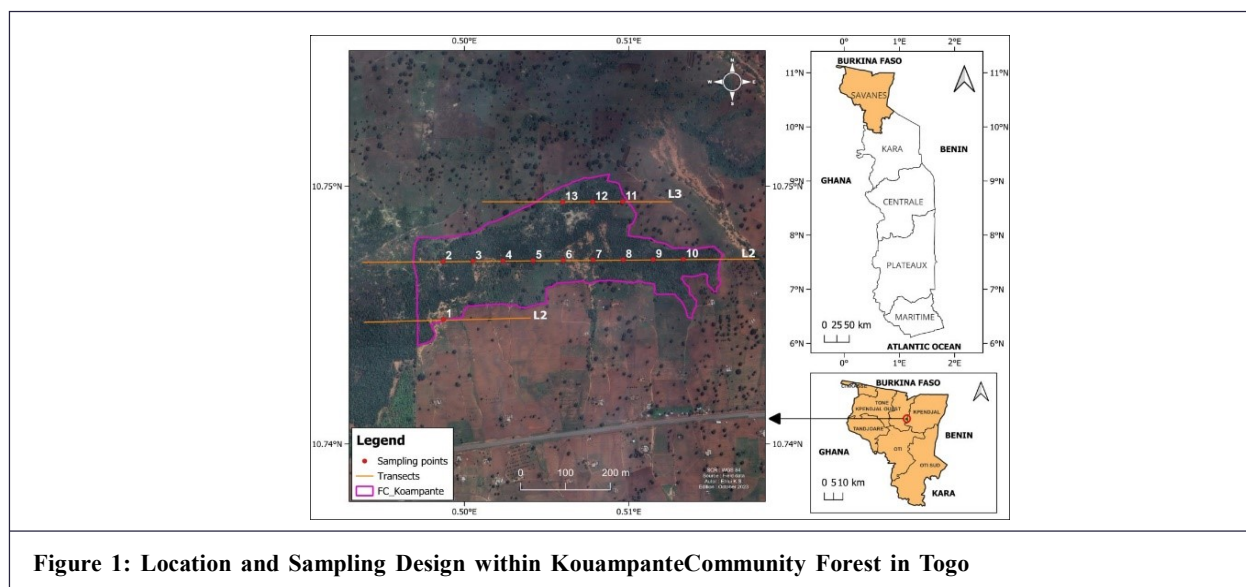 0.50°E 0.51°E
10.75°N 10.75°N
10.74°N 10.74°N
N
W E
S
13 12 11 L3
2 3 4 5 6 7 8 9 10 L2
1 L2
Legend
Sampling points
Transects
FC_Koampante
0 100 200 m
Edition : Octobre 2023
0.50°E 0.51°E
0° 1°E 2°E
BURKINA FASO
11°N 11°N
SAVANES
10°N 10°N
KARA
BENIN
GHANA
9°N 9°N
CENTRALE
8°N 8°N
PLATEAUX
7°N 7°N
MARITIME
0 25 50 km
6°N 6°N
ATLANTIC OCEAN
0° 1°E 2°E
BURKINA FASO
TONE
KPENDJAL OUEST KPENDJAL
TANDJOARE
BENIN
GHANA
OTI
OTI SUD
0 5 10 km
KARA
Figure 1: Location and Sampling Design within KouampanteCommunity Forest in Togo